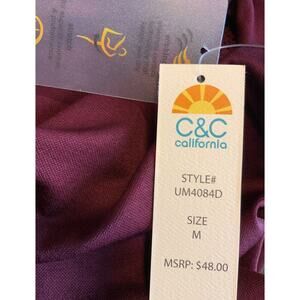 C&C
california
STYLE#
UM4084D
SIZE
M
MSRP: $48.00